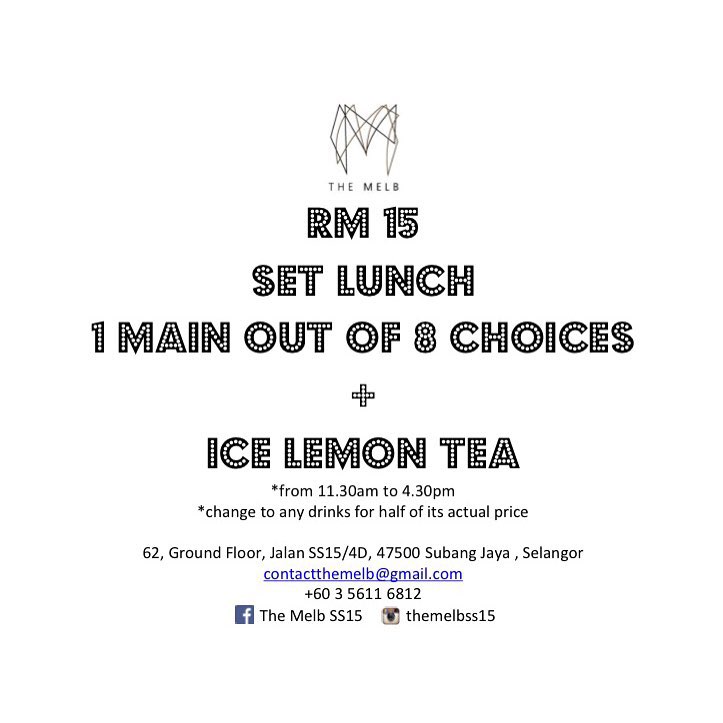 THE MELB
RM 15
SET LUNCH
1 MAIN OUT OF 8 CHOICES
+
ICE LEMON TEA
*from 11.30am to 4.30pm
*change to any drinks for half of its actual price
62, Ground Floor, Jalan SS15/4D, 47500 Subang Jaya , Selangor
contactthemelb@gmail.com
+60 3 5611 6812
The Melb SS15 themelbss15